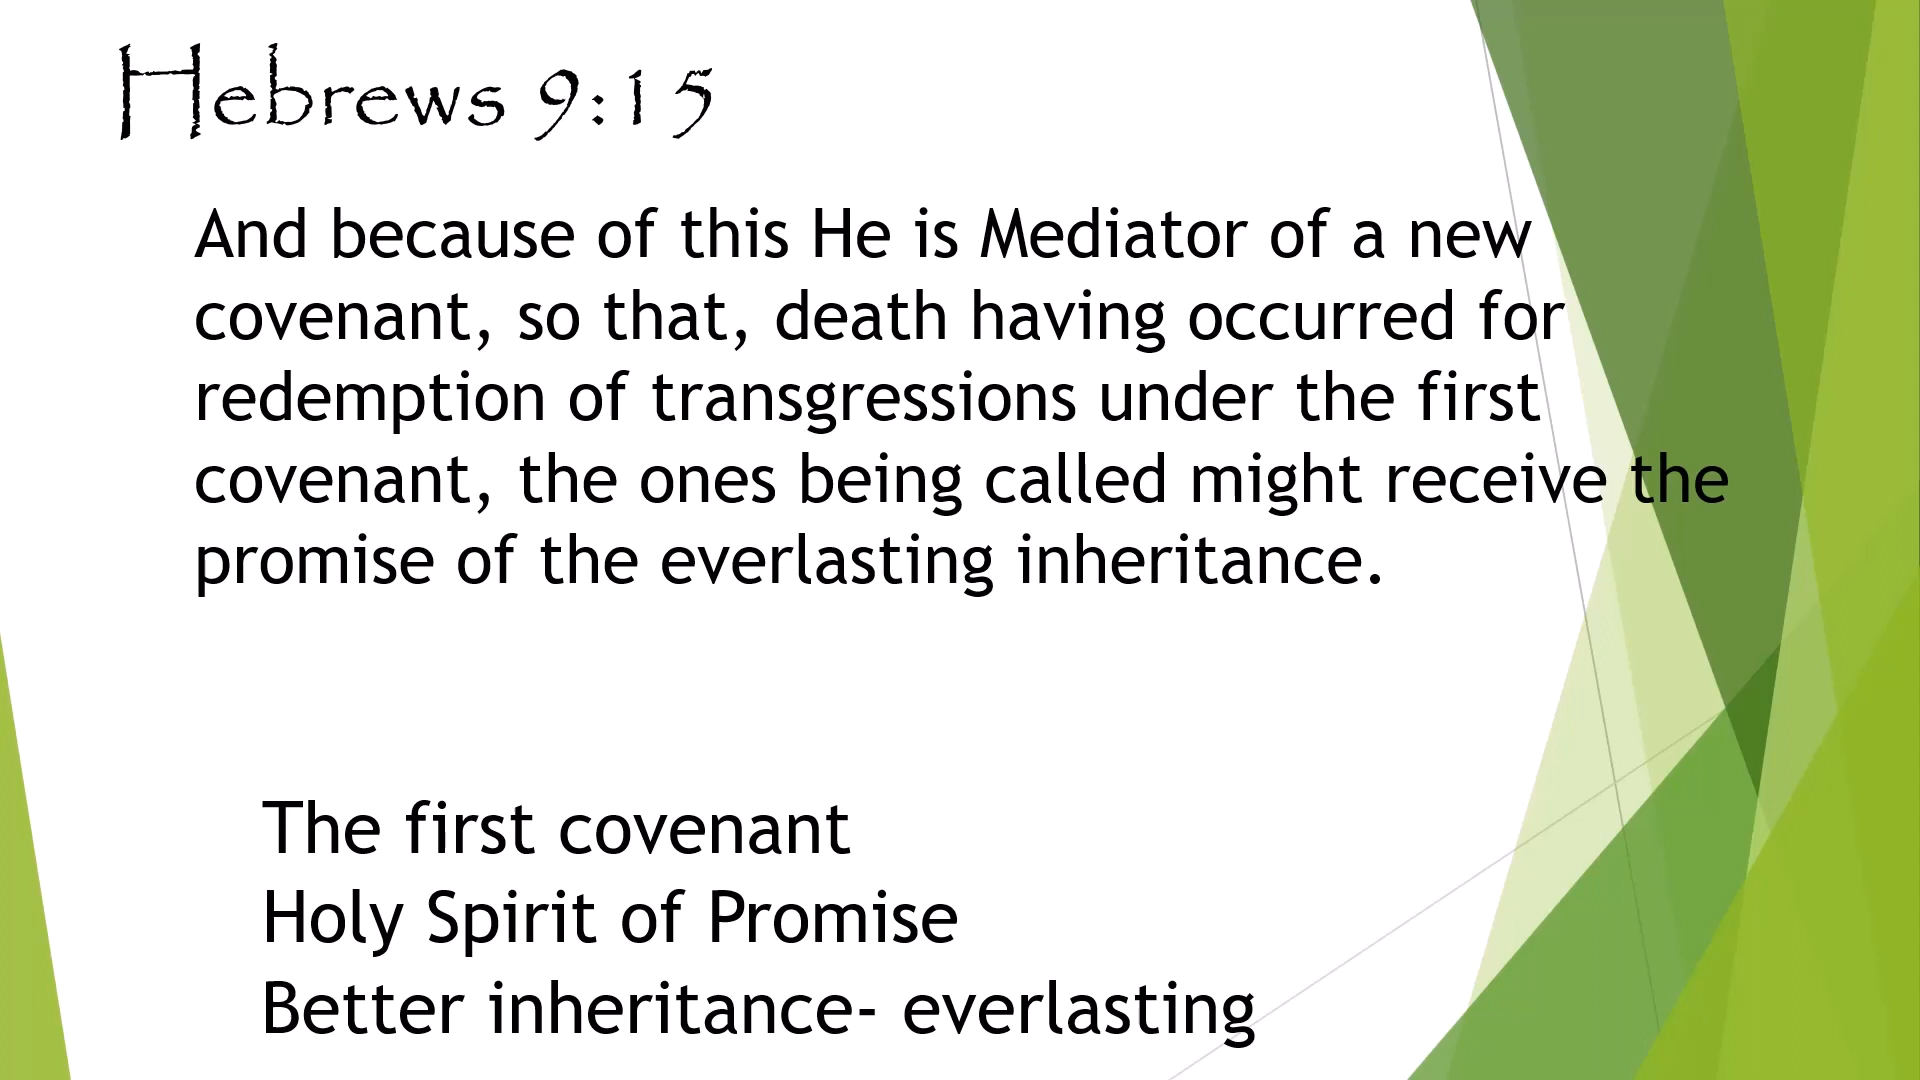 Hebrews 9:15
And because of this He is Mediator of a new
covenant, so that, death having occurred for
redemption of transgressions under the first
covenant, the ones being called might receive the
promise of the everlasting inheritance.
The first covenant
Holy Spirit of Promise
Better inheritance- everlasting